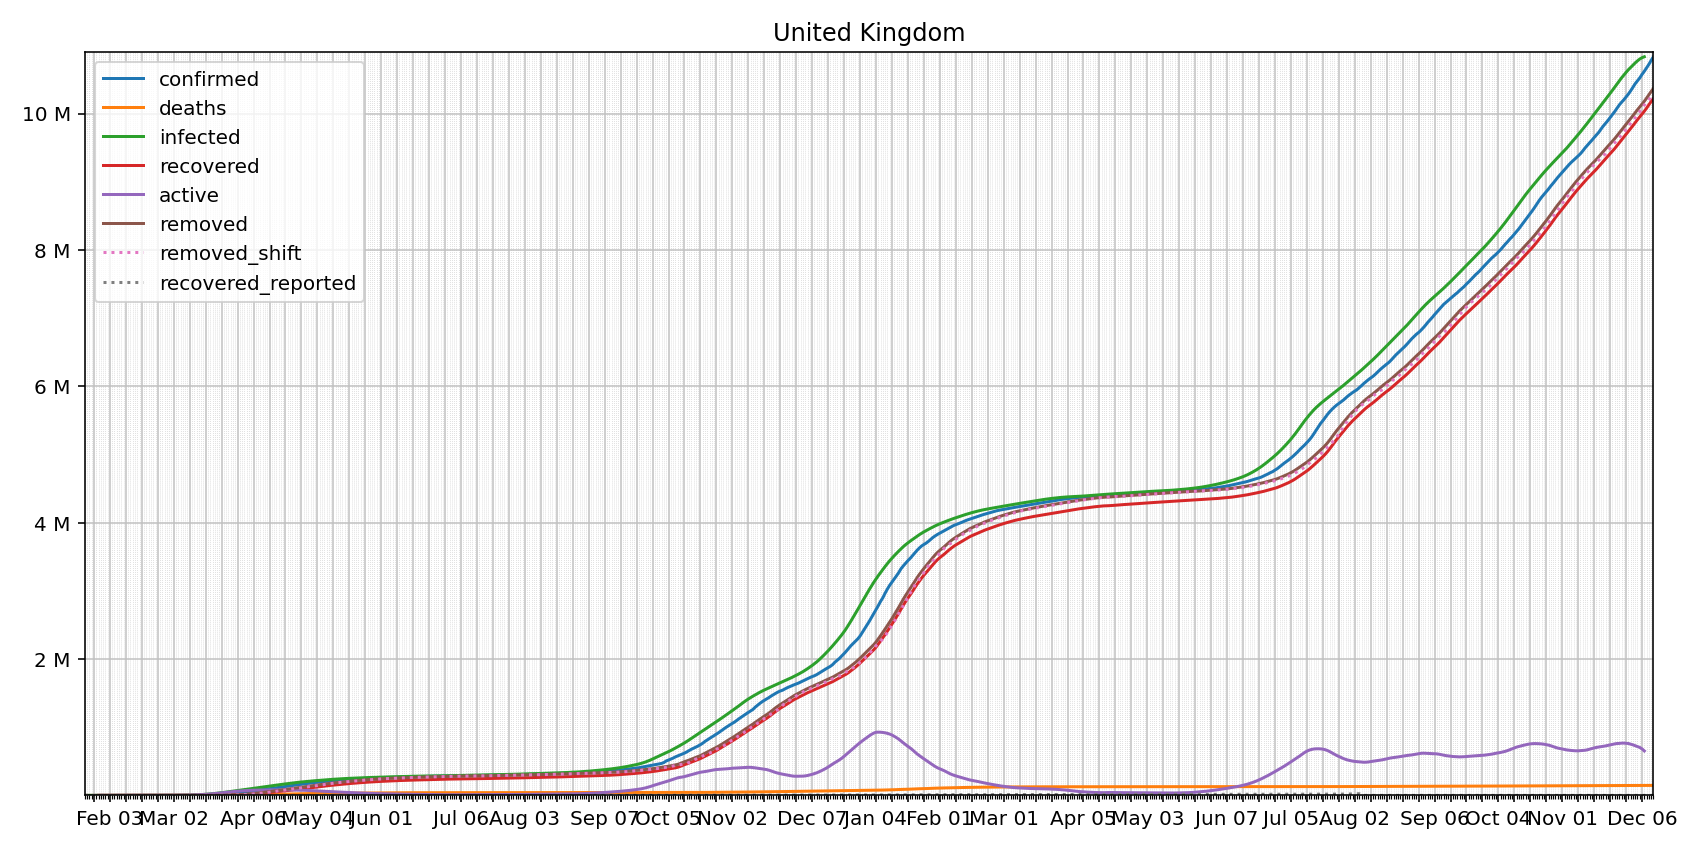 United Kingdom
confirmed
deaths
infected
recovered
active
removed
removed_shift
recovered_reported
10 M
8 M
6 M
4 M
2 M
Feb 03 Mar 02 Apr 06 May 04 Jun 01 Jul 06 Aug 03 Sep 07 Oct 05 Nov 02 Dec 07 Jan 04 Feb 01 Mar 01 Apr 05 May 03 Jun 07 Jul 05 Aug 02 Sep 06 Oct 04 Nov 01 Dec 06